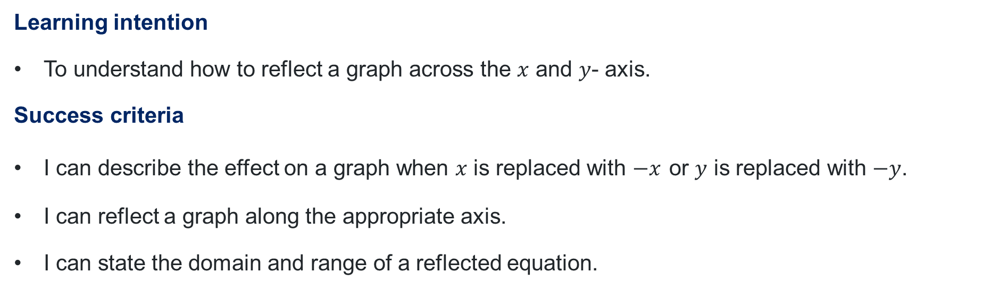 Learning intention
• To understand how to reflect a graph across the 𝑥 and 𝑦- axis.
Success criteria
• I can describe the effect on a graph when 𝑥 is replaced with −𝑥 or 𝑦 is replaced with −𝑦.
• I can reflect a graph along the appropriate axis.
• I can state the domain and range of a reflected equation.